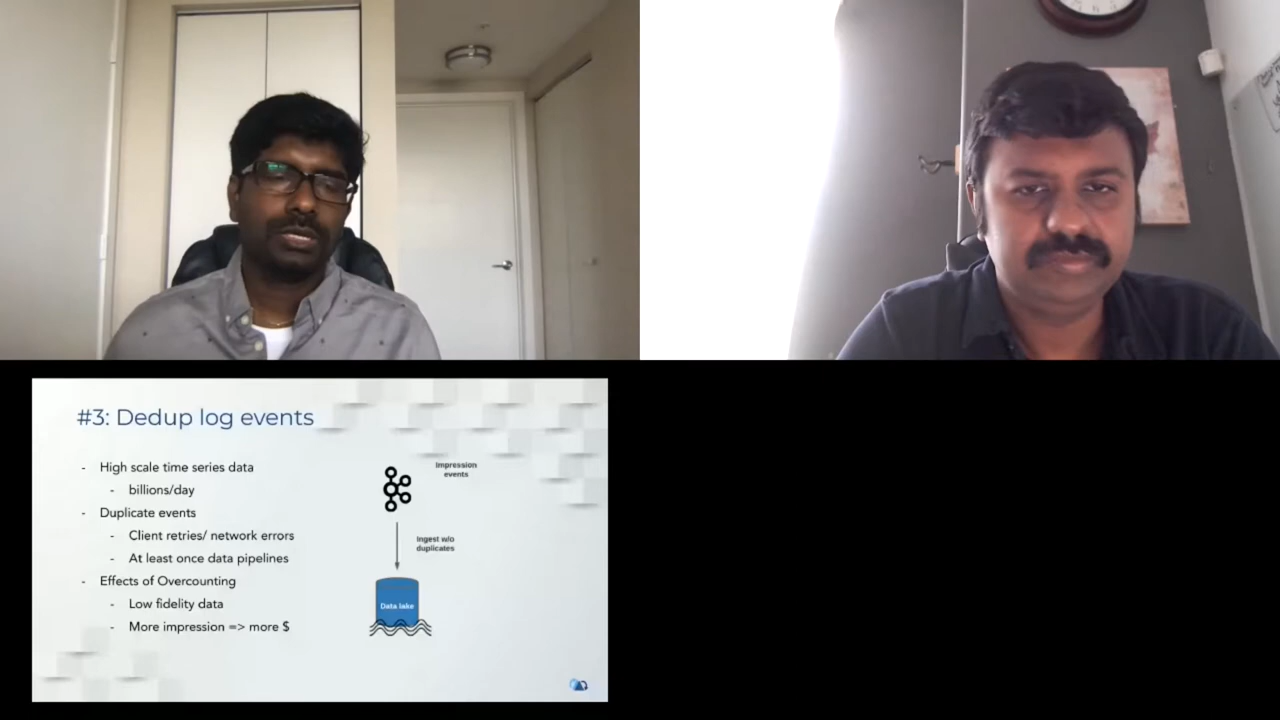 #3: Dedup log events
- High scale time series data
- billions/day
- Duplicate events
- Client retries/ network errors
- At least once data pipelines
- Effects of Overcounting
- Low fidelity data
- More impression => more $
Impression
events
Ingest w/o
duplicates
Data lake